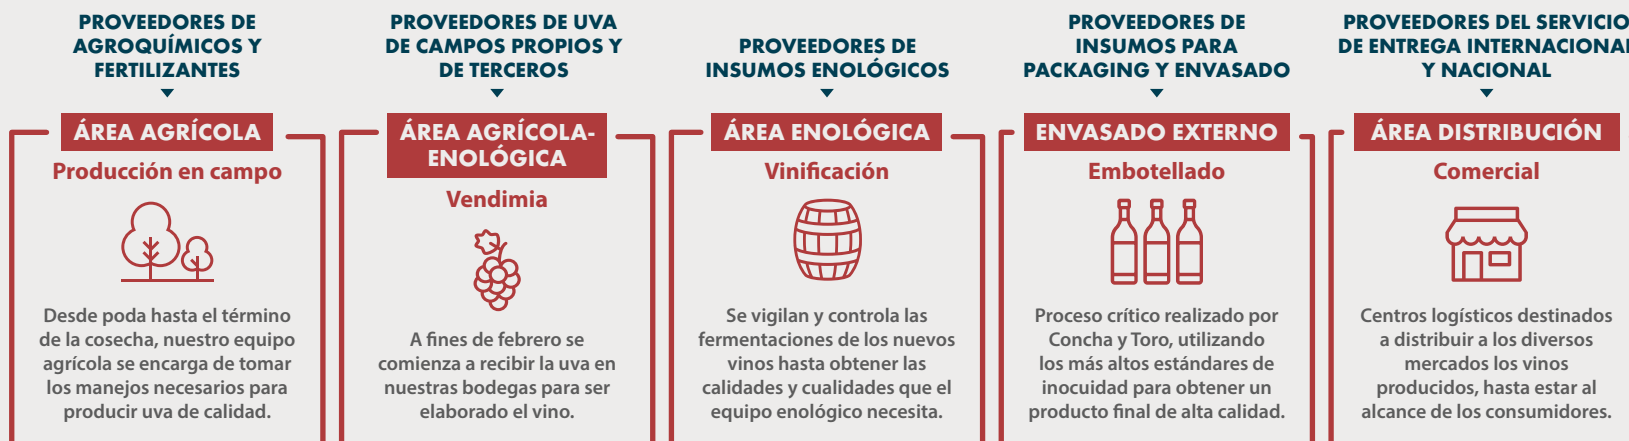 PROVEEDORES DE
AGROQUÍMICOS Y
FERTILIZANTES
ÁREA AGRÍCOLA
Producción en campo
Desde poda hasta el término
de la cosecha, nuestro equipo
agrícola se encarga de tomar
los manejos necesarios para
producir uva de calidad.
PROVEEDORES DE UVA
DE CAMPOS PROPIOS Y
DE TERCEROS
ÁREA AGRÍCOLA-
ENOLÓGICA
Vendimia
A fines de febrero se
comienza a recibir la uva en
nuestras bodegas para ser
elaborado el vino.
PROVEEDORES DE
INSUMOS ENOLÓGICOS
ÁREA ENOLÓGICA
Vinificación
Se vigilan y controla las
fermentaciones de los nuevos
vinos hasta obtener las
calidades y cualidades que el
equipo enológico necesita.
PROVEEDORES DE
INSUMOS PARA
PACKAGING Y ENVASADO
ENVASADO EXTERNO
Embotellado
Proceso crítico realizado por
Concha y Toro, utilizando
los más altos estándares de
inocuidad para obtener un
producto final de alta calidad.
PROVEEDORES DEL SERVICIO
DE ENTREGA INTERNACIONAL
Y NACIONAL
ÁREA DISTRIBUCIÓN
Comercial
Centros logísticos destinados
a distribuir a los diversos
mercados los vinos
producidos, hasta estar al
alcance de los consumidores.